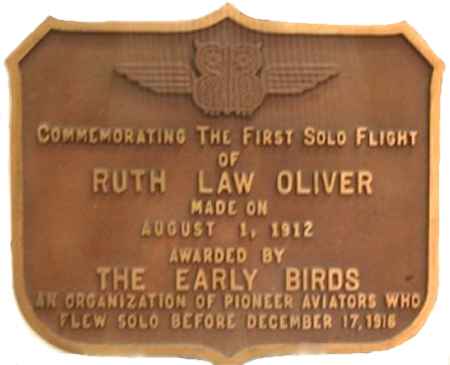 COMMEMORATING THE FIRST SOLO FLIGHT
OF
RUTH LAW OLIVER
MADE ON
AUGUST 1, 1912
AWARDED BY
THE EARLY BIRDS
AN ORGANIZATION OF PIONEER AVIATORS WHO
FLEW SOLO BEFORE DECEMBER 17, 1916